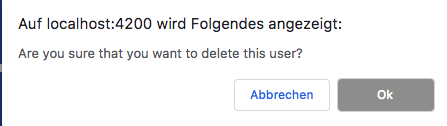 Auf localhost:4200 wird Folgendes angezeigt:
Are you sure that you want to delete this user?
Abbrechen Ok